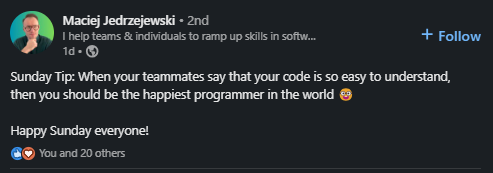 Maciej Jedrzejewski • 2nd
I help teams & individuals to ramp up skills in softw...
1d •
+ Follow
Sunday Tip: When your teammates say that your code is so easy to understand,
then you should be the happiest programmer in the world 🤪
Happy Sunday everyone!
You and 20 others